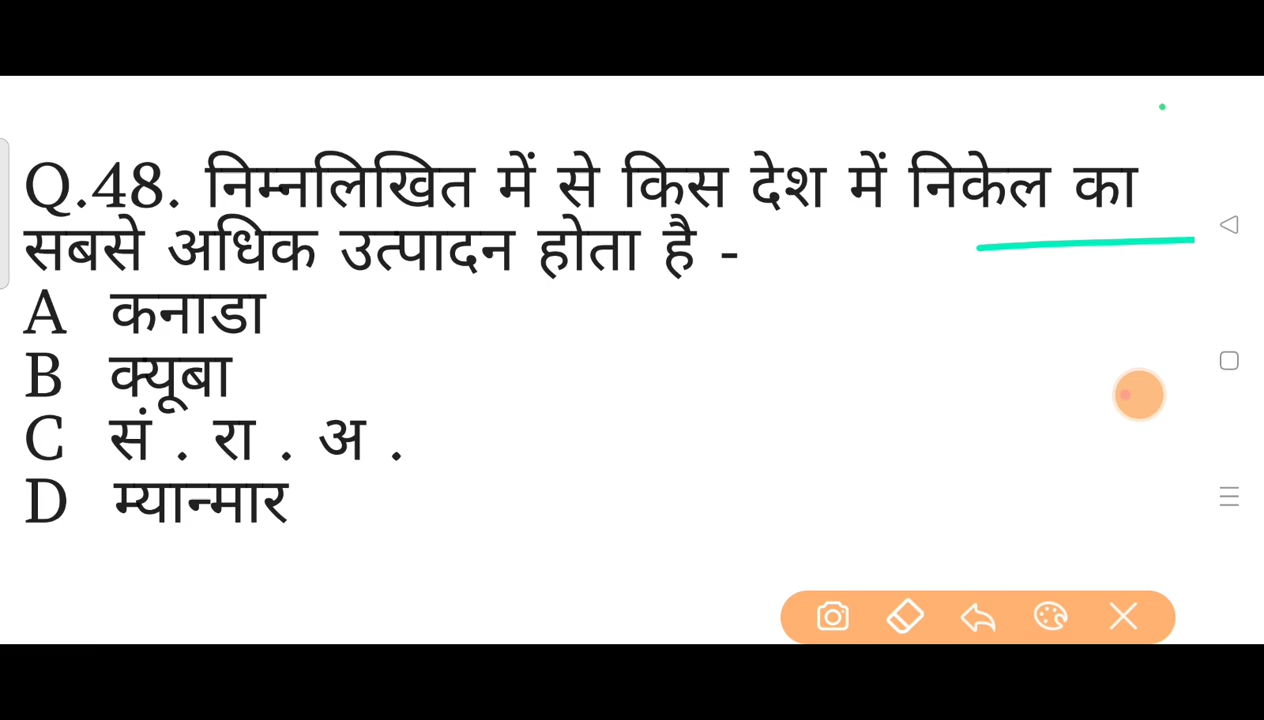 Q.48. निम्नलिखित में से किस देश में निकेल का
सबसे अधिक उत्पादन होता है -
A कनाडा
B क्यूबा
C सं . रा . अ .
D म्यान्मार